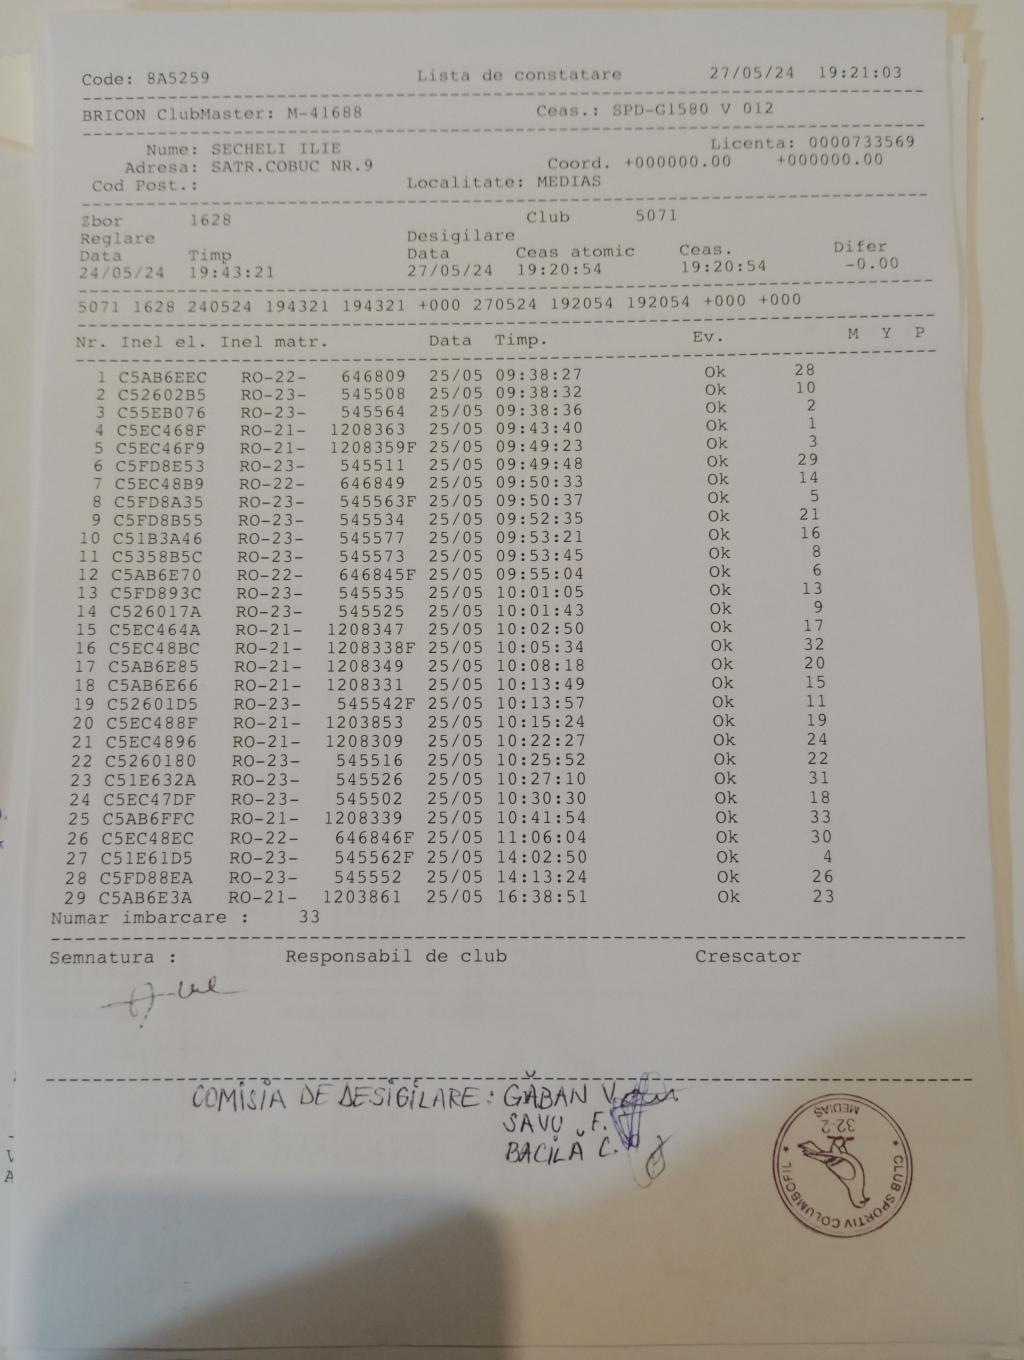 Code: 8A5259 Lista de constatare 27/05/24 19:21:03
BRICON ClubMaster: M-41688 Ceas.: SPD-G1580 V 012
Nume: SECHELI ILIE Licenta: 0000733569
Adresa: SATR.COBUC NR.9 Coord. +000000.00 +000000.00
Cod Post.: Localitate: MEDIAS
Zbor 1628 Club 5071
Reglare Desigilare
Data Timp Data Ceas atomic Ceas. Difer
24/05/24 19:43:21 27/05/24 19:20:54 19:20:54 -0.00
5071 1628 240524 194321 194321 +000 270524 192054 192054 +000 +000
Nr. Inel el. Inel matr. Data Timp. Ev. M Y P
1 C5AB6EEC RO-22- 646809 25/05 09:38:27 Ok 28
2 C52602B5 RO-23- 545508 25/05 09:38:32 Ok 10
3 C55EB076 RO-23- 545564 25/05 09:38:36 Ok 2
4 C5EC468F RO-21- 1208363 25/05 09:43:40 Ok 1
5 C5EC46F9 RO-21- 1208359F 25/05 09:49:23 Ok 3
6 C5FD8E53 RO-23- 545511 25/05 09:49:48 Ok 29
7 C5EC48B9 RO-22- 646849 25/05 09:50:33 Ok 14
8 C5FD8A35 RO-23- 545563F 25/05 09:50:37 Ok 5
9 C5FD8B55 RO-23- 545534 25/05 09:52:35 Ok 21
10 C51B3A46 RO-23- 545577 25/05 09:53:21 Ok 16
11 C5358B5C RO-23- 545573 25/05 09:53:45 Ok 8
12 C5AB6E70 RO-22- 646845F 25/05 09:55:04 Ok 6
13 C5FD893C RO-23- 545535 25/05 10:01:05 Ok 13
14 C526017A RO-23- 545525 25/05 10:01:43 Ok 9
15 C5EC464A RO-21- 1208347 25/05 10:02:50 Ok 17
16 C5EC48BC RO-21- 1208338F 25/05 10:05:34 Ok 32
17 C5AB6E85 RO-21- 1208349 25/05 10:08:18 Ok 20
18 C5AB6E66 RO-21- 1208331 25/05 10:13:49 Ok 15
19 C52601D5 RO-23- 545542F 25/05 10:13:57 Ok 11
20 C5EC488F RO-21- 1203853 25/05 10:15:24 Ok 19
21 C5EC4896 RO-21- 1208309 25/05 10:22:27 Ok 24
22 C5260180 RO-23- 545516 25/05 10:25:52 Ok 22
23 C51E632A RO-23- 545526 25/05 10:27:10 Ok 31
24 C5EC47DF RO-23- 545502 25/05 10:30:30 Ok 18
25 C5AB6FFC RO-21- 1208339 25/05 10:41:54 Ok 33
26 C5EC48EC RO-22- 646846F 25/05 11:06:04 Ok 30
27 C51E61D5 RO-23- 545562F 25/05 14:02:50 Ok 4
28 C5FD88EA RO-23- 545552 25/05 14:13:24 Ok 26
29 C5AB6E3A RO-21- 1203861 25/05 16:38:51 Ok 23
Numar imbarcare : 33
Semnatura : Responsabil de club Crescator
COMISIA DE DESIGILARE: GĂBAN V.
SAVU F.
BACILĂ C.
CLUB SPORTIV COLUMBOFIL
32-2
MEDIAS